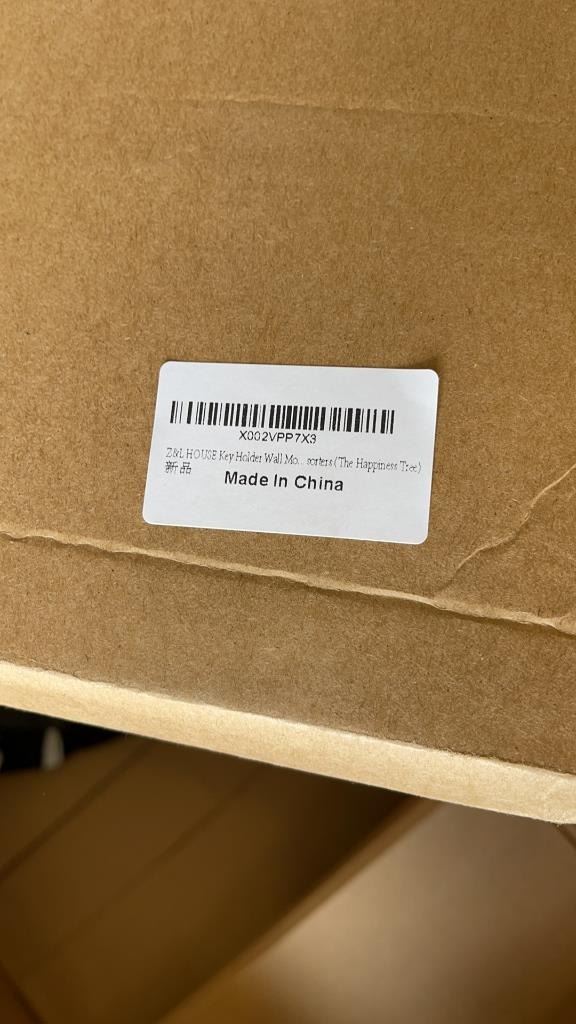 X002VPP7X3
Z&L HOUSE Key Holder Wall Mo... sorters (The Happiness Tree)
新品
Made In China